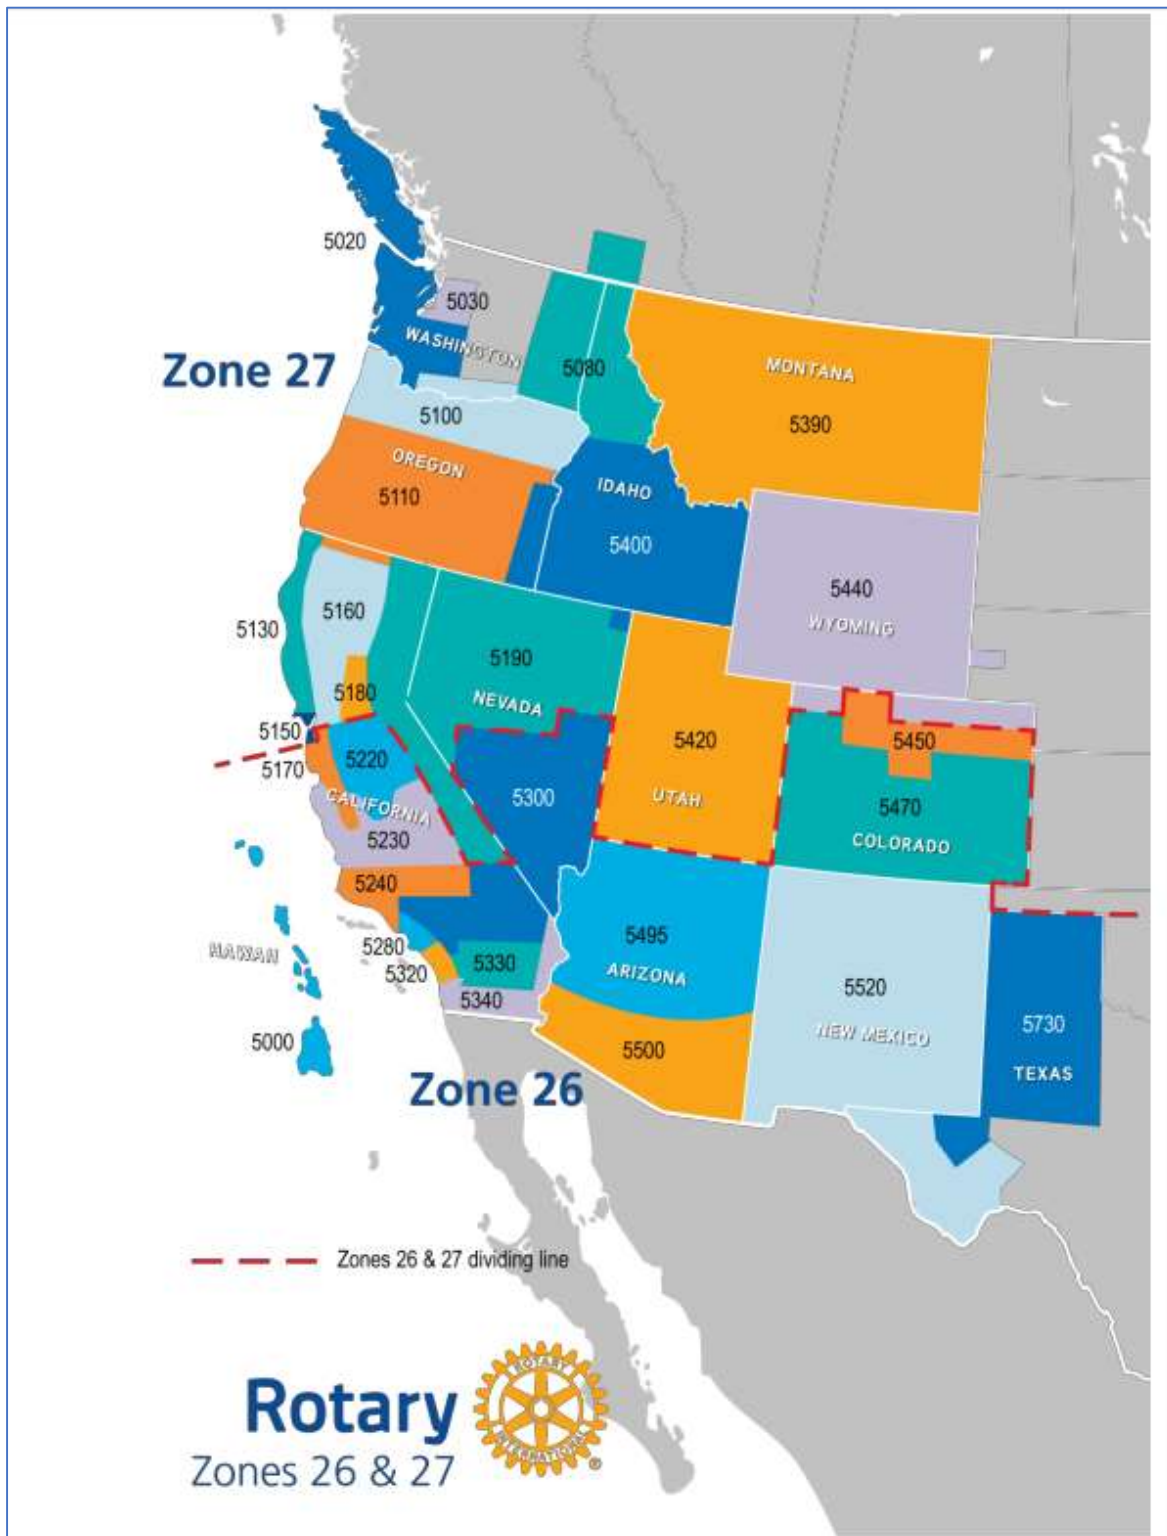 5020
5030
WASHINGTON
Zone 27
5080
MONTANA
5100
5390
OREGON
5110
IDAHO
5400
5440
WYOMING
5160
5130
5190
5180
NEVADA
5150
5170
5220
5420
5450
5300
UTAH
5470
CALIFORNIA
5230
COLORADO
5240
HAWAII
5280
5320
5330
5495
ARIZONA
5340
5520
5000
5500
NEW MEXICO
5730
TEXAS
Zone 26
Zones 26 & 27 dividing line
Rotary
ROTARY
INTERNATIONAL
®
Zones 26 & 27